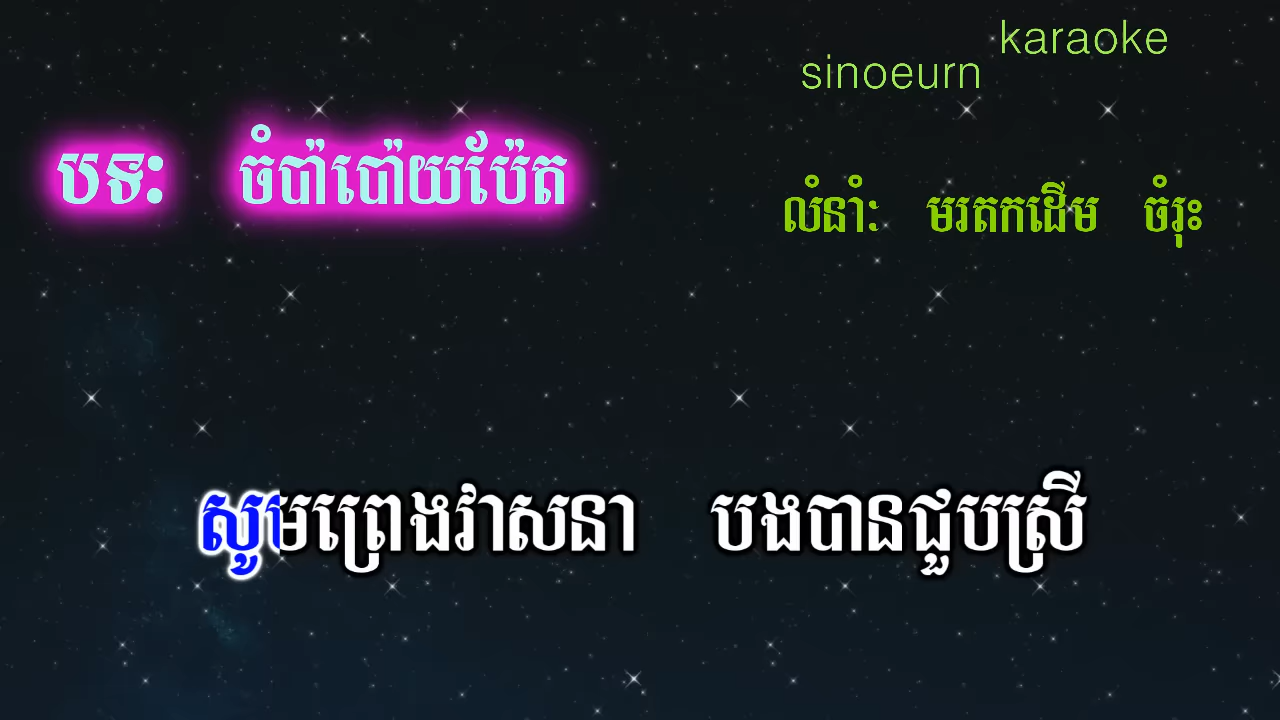 karaoke
sinoeurn
បទៈ ចំប៉ាប៉ោយប៉ែត
លំនាំៈ មរតកដើម ចំរុះ
សូមព្រេងវាសនា បងបានជួបស្រី